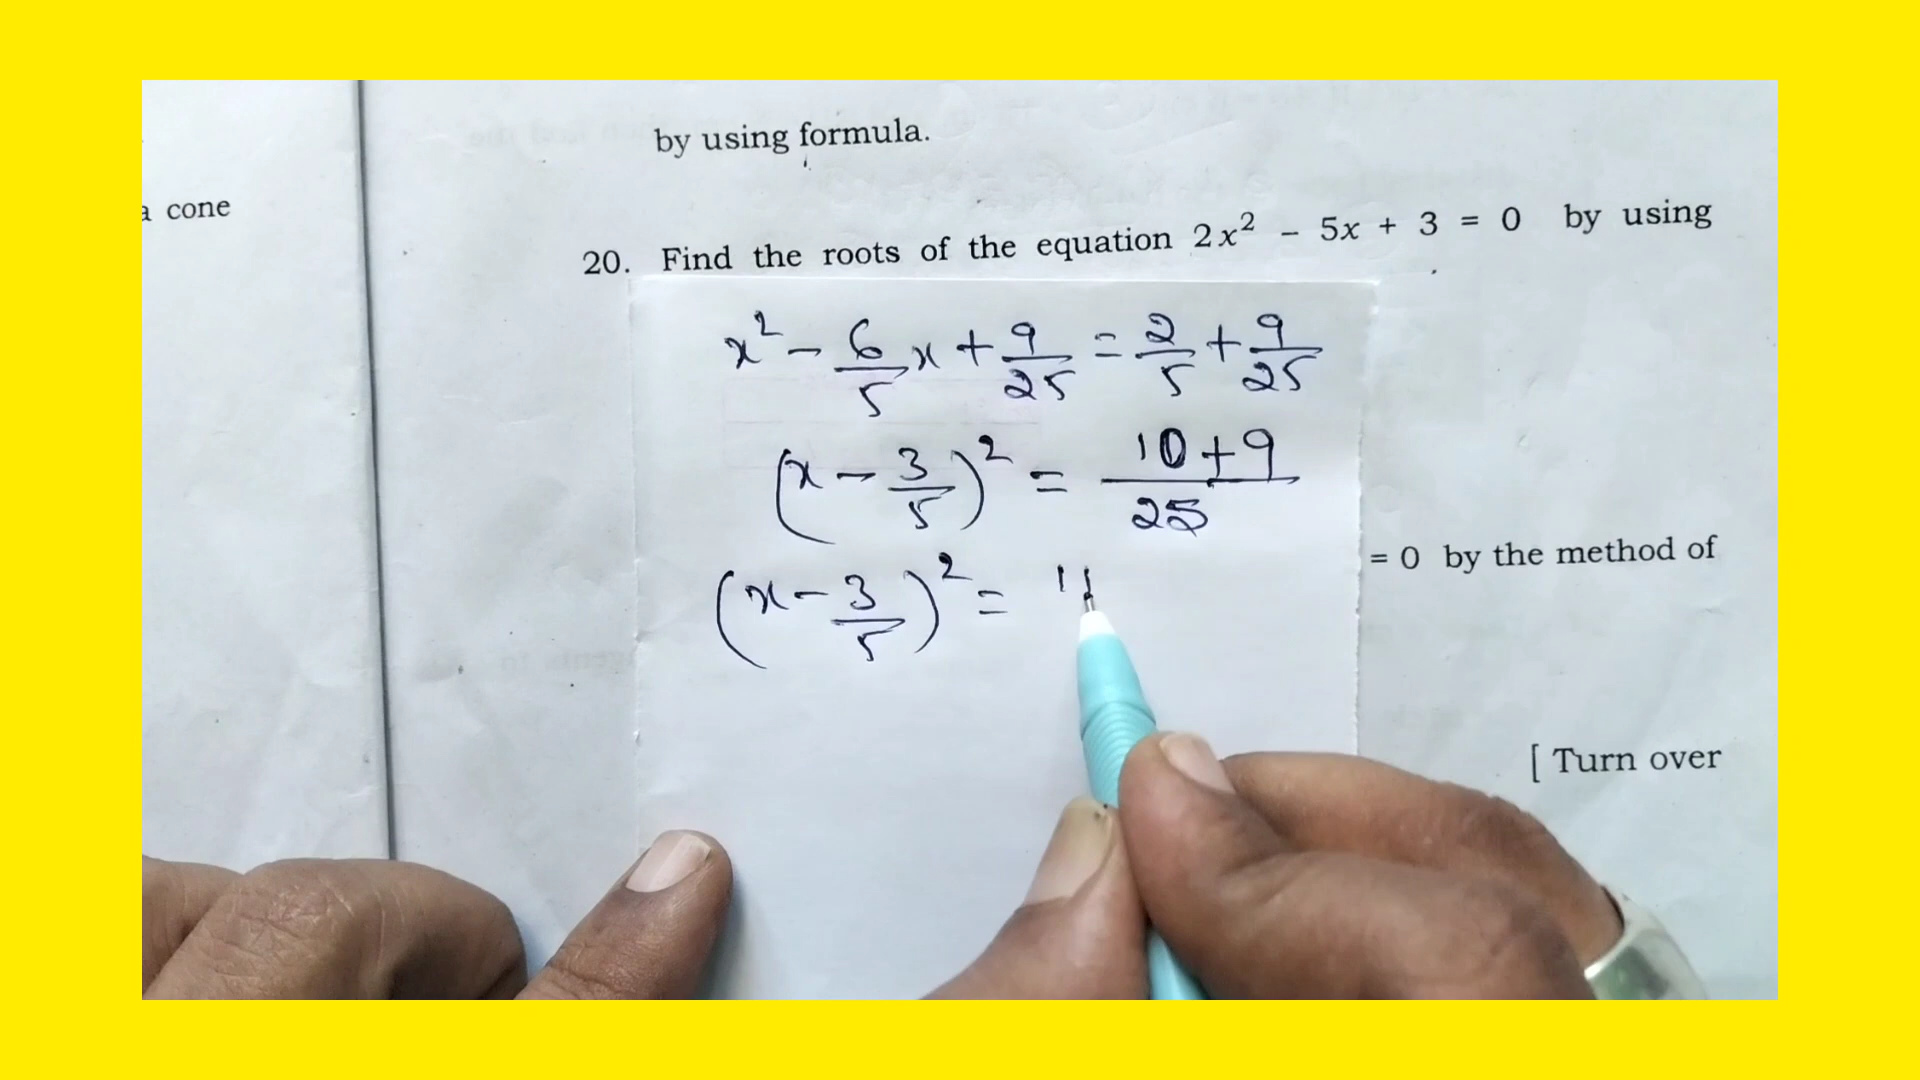 by using formula.
a cone
20. Find the roots of the equation 2x² - 5x + 3 = 0 by using
x² - 6/5 x + 9/25 = 2/5 + 9/25
(x - 3/5)² = 10+9/25
(x - 3/5)² = 1
= 0 by the method of
[ Turn over